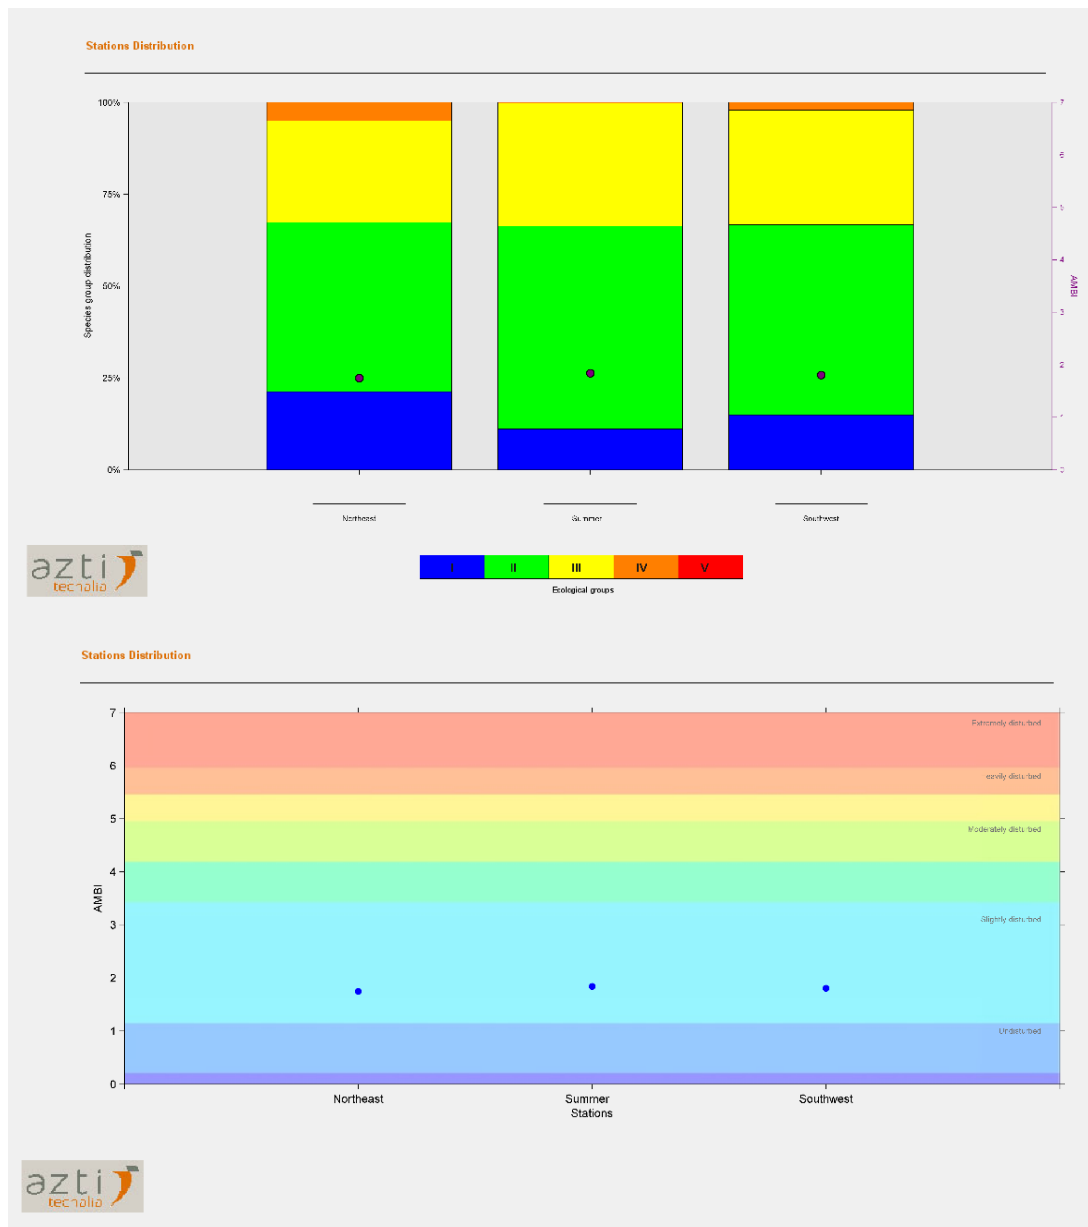 Stations Distribution
100%
75%
50%
25%
0%
Species group distribution
7
6
5
4
3
2
1
0
AMBI
Northeast
Summer
Southwest
azti
tecnalia
I II III IV V
Ecological groups
Stations Distribution
7
6
5
4
3
2
1
0
AMBI
Extremely disturbed
eavily disturbed
Moderately disturbed
Slightly disturbed
Undisturbed
Northeast
Summer
Southwest
Stations
azti
tecnalia